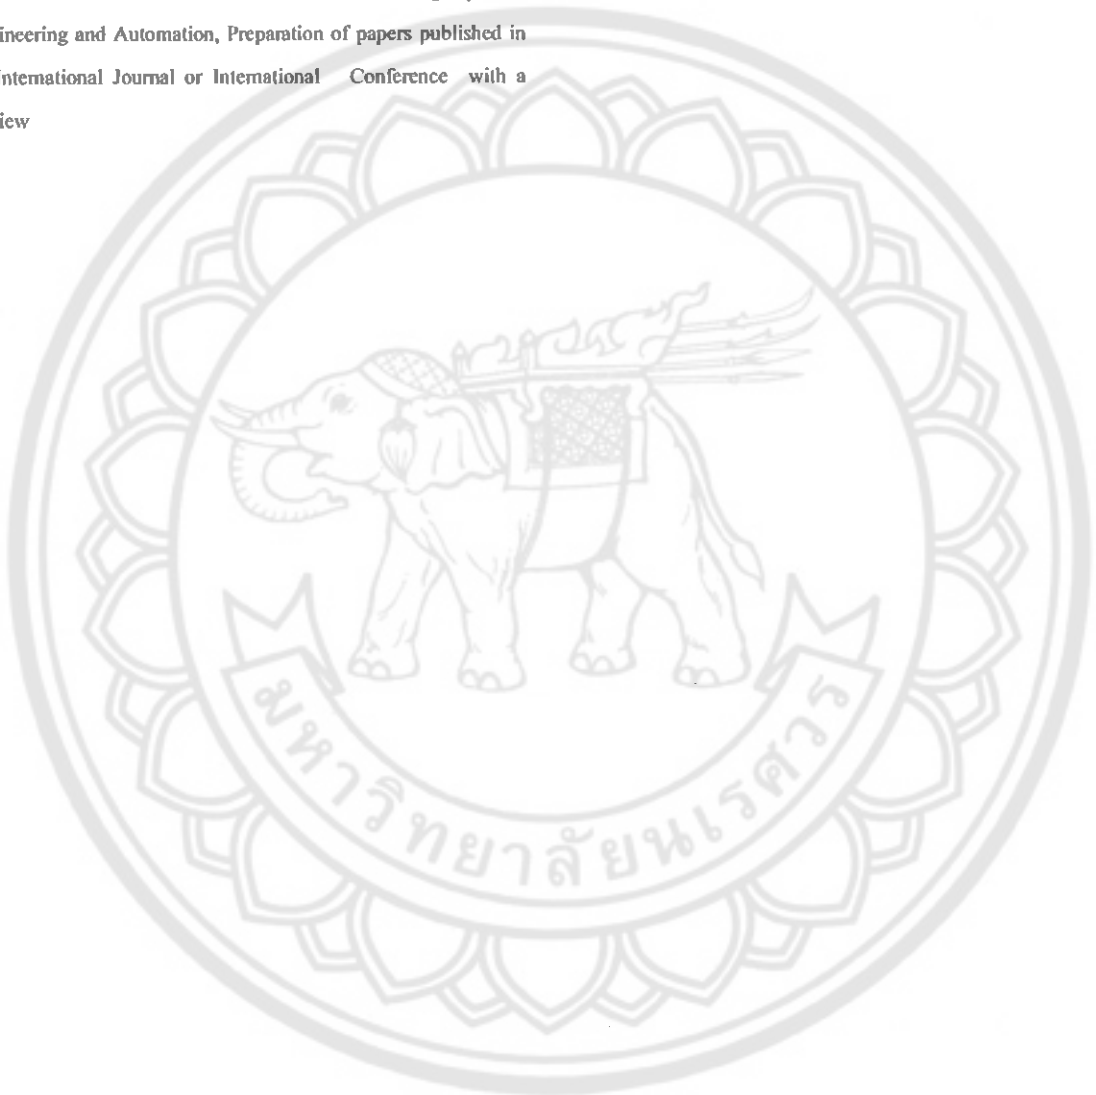 ineering and Automation, Preparation of papers published in
nternational Journal or International Conference with a
iew
มหาวิทยาลัยนเรศวร